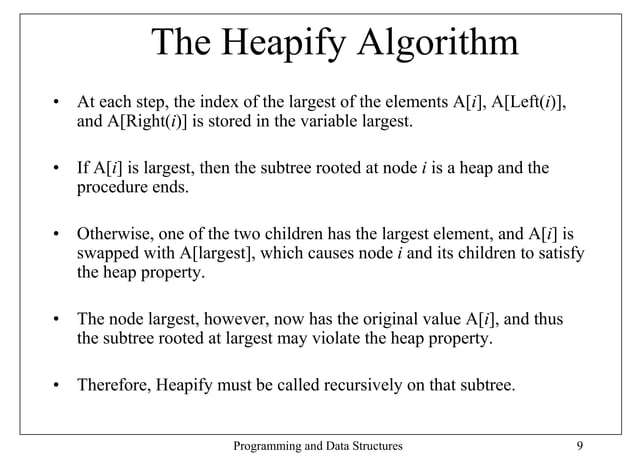 The Heapify Algorithm
• At each step, the index of the largest of the elements A[i], A[Left(i)],
and A[Right(i)] is stored in the variable largest.
• If A[i] is largest, then the subtree rooted at node i is a heap and the
procedure ends.
• Otherwise, one of the two children has the largest element, and A[i] is
swapped with A[largest], which causes node i and its children to satisfy
the heap property.
• The node largest, however, now has the original value A[i], and thus
the subtree rooted at largest may violate the heap property.
• Therefore, Heapify must be called recursively on that subtree.
Programming and Data Structures 9